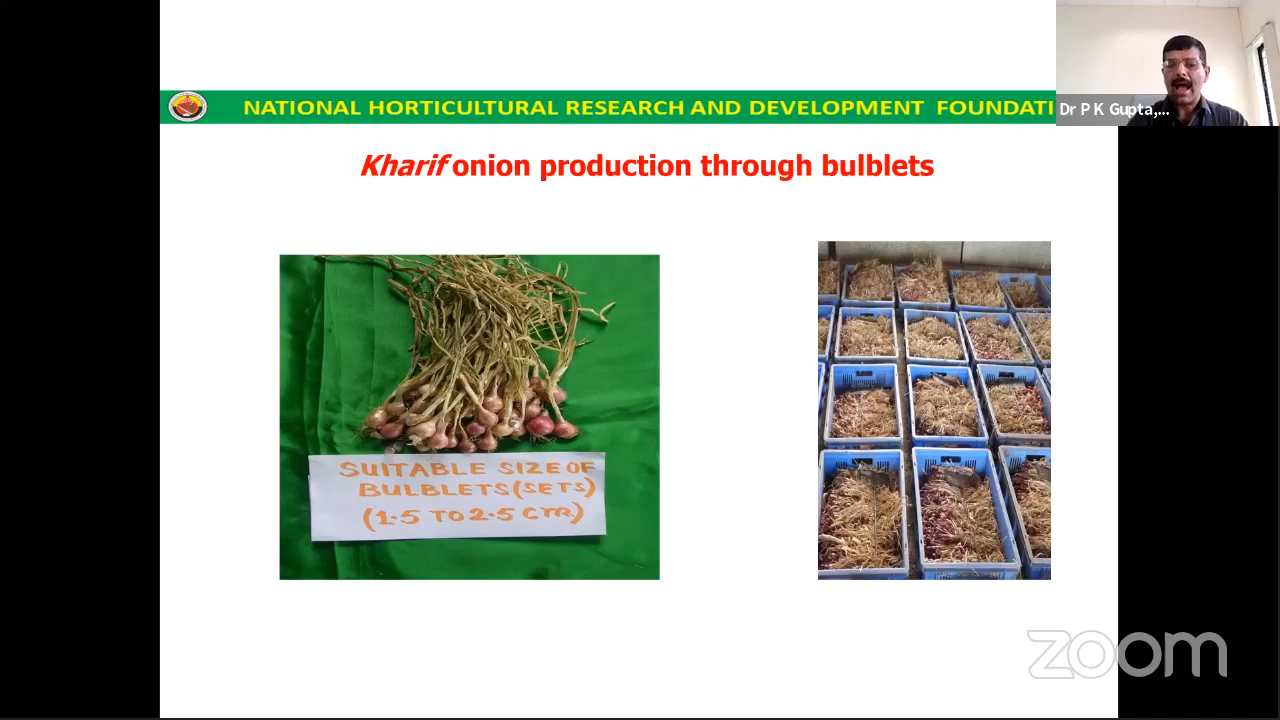 NATIONAL HORTICULTURAL RESEARCH AND DEVELOPMENT FOUNDATI
Dr P K Gupta,...
Kharif onion production through bulblets
SUITABLE SIZE OF
BULBLETS (SETS)
(1.5 TO 2.5 cm)
zoom